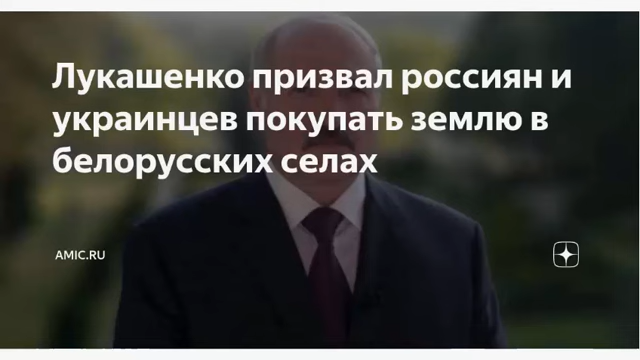 Лукашенко призвал россиян и
украинцев покупать землю в
белорусских селах
AMIC.RU